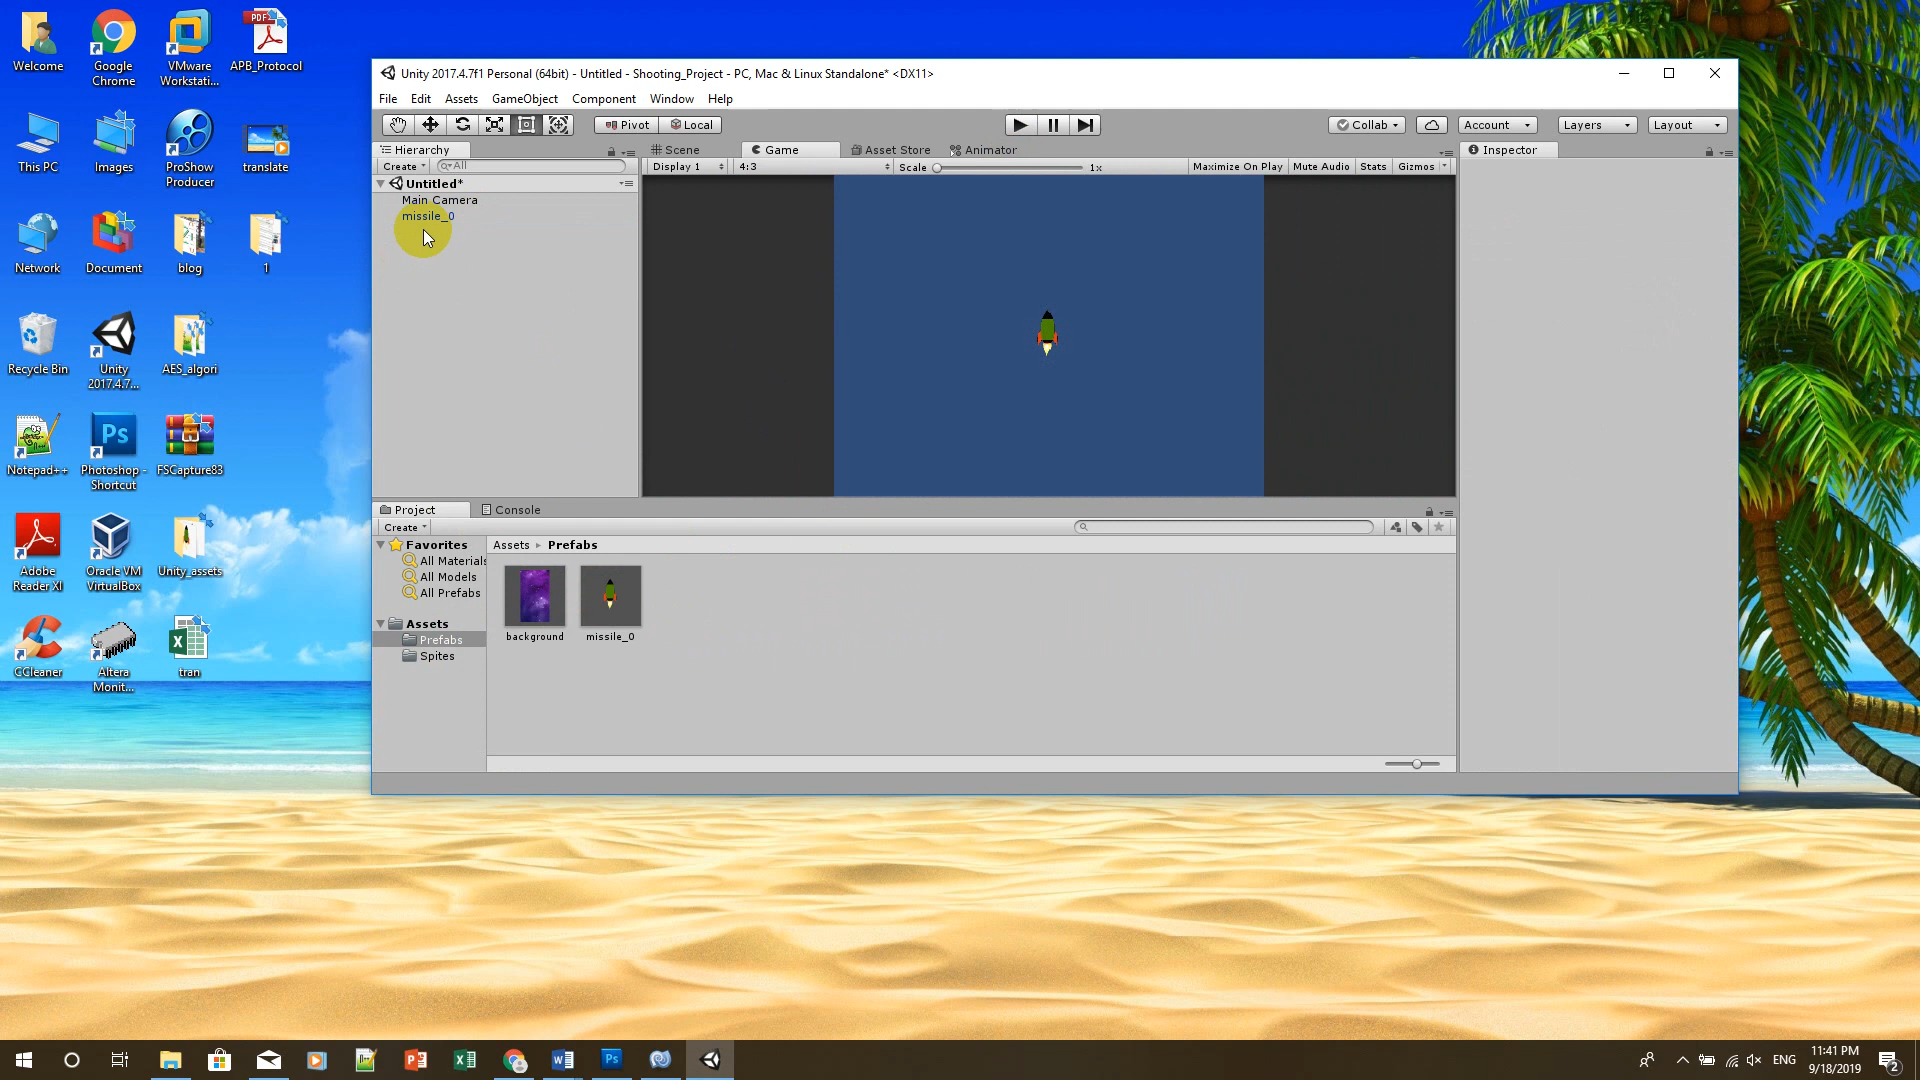 Welcome
Google
Chrome
VMware
Workstati...
PDF
APB_Protocol
This PC
Images
ProShow
Producer
translate
Network
Document
blog
1
Recycle Bin
Unity
2017.4.7...
AES_algori
Notepad++
Ps
Photoshop -
Shortcut
FSCapture83
Adobe
Reader XI
Oracle VM
VirtualBox
Unity_assets
CCleaner
Altera
Monit...
tran
Unity 2017.4.7f1 Personal (64bit) - Untitled - Shooting_Project - PC, Mac & Linux Standalone* <DX11>
File Edit Assets GameObject Component Window Help
Pivot Local Collab Account Layers Layout
Hierarchy
Create All
Untitled*
Main Camera
missile_0
Scene Game Asset Store Animator
Display 1 4:3 Scale 1x Maximize On Play Mute Audio Stats Gizmos
Inspector
Project Console
Create
Favorites
All Materials
All Models
All Prefabs
Assets
Prefabs
Sprites
Assets ▸ Prefabs
background
missile_0
Ps
ENG
11:41 PM
9/18/2019
2